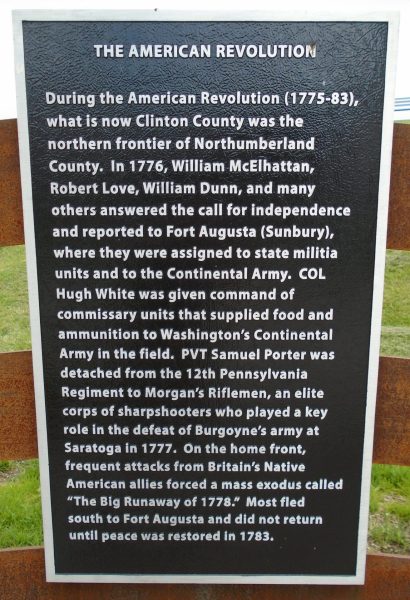 THE AMERICAN REVOLUTION
During the American Revolution (1775-83),
what is now Clinton County was the
northern frontier of Northumberland
County. In 1776, William McElhattan,
Robert Love, William Dunn, and many
others answered the call for independence
and reported to Fort Augusta (Sunbury),
where they were assigned to state militia
units and to the Continental Army. COL
Hugh White was given command of
commissary units that supplied food and
ammunition to Washington's Continental
Army in the field. PVT Samuel Porter was
detached from the 12th Pennsylvania
Regiment to Morgan's Riflemen, an elite
corps of sharpshooters who played a key
role in the defeat of Burgoyne's army at
Saratoga in 1777. On the home front,
frequent attacks from Britain's Native
American allies forced a mass exodus called
"The Big Runaway of 1778." Most fled
south to Fort Augusta and did not return
until peace was restored in 1783.